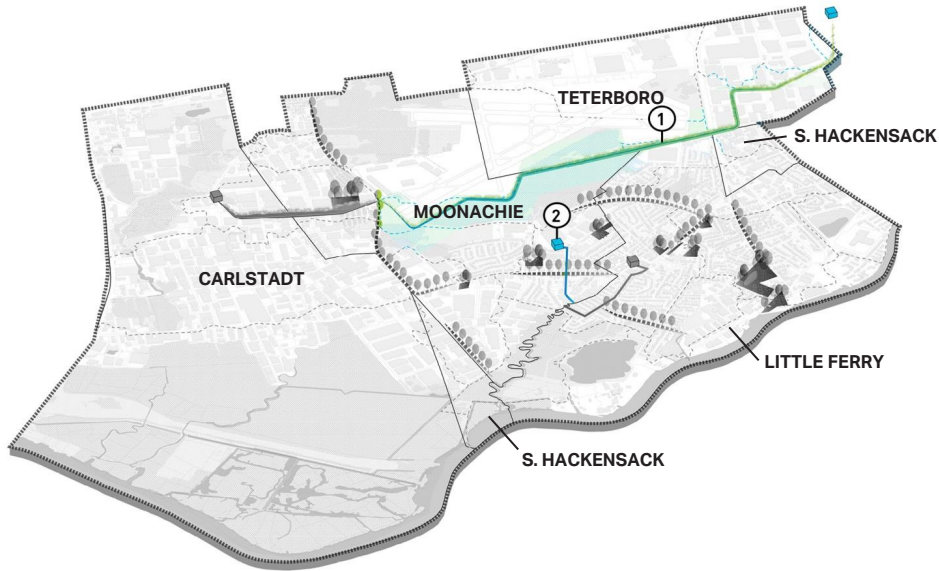 TETERBORO
1
S. HACKENSACK
MOONACHIE
2
CARLSTADT
LITTLE FERRY
S. HACKENSACK